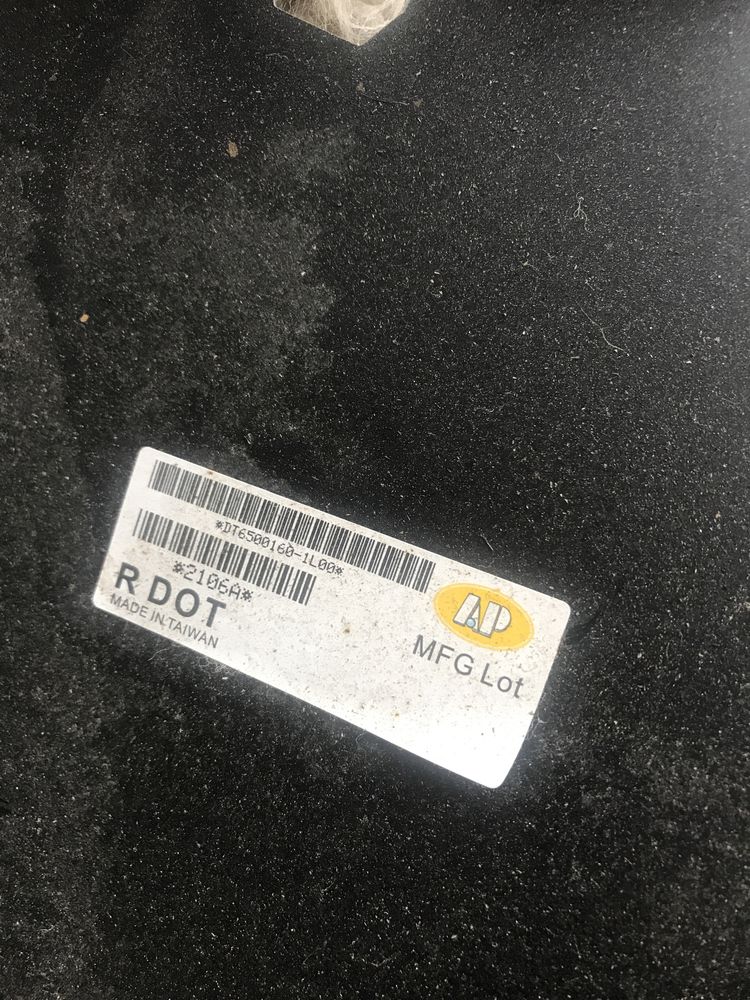 *DT6500160-1L00*
*2106A*
R DOT
MADE IN TAIWAN
AP
MFG Lot